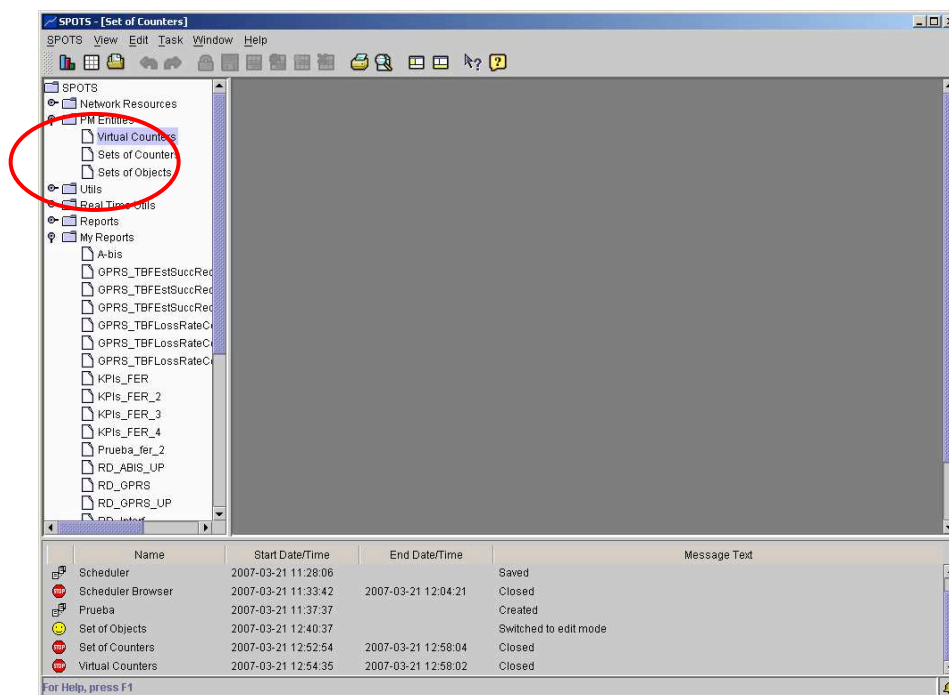 SPOTS - [Set of Counters]
SPOTS View Edit Task Window Help
SPOTS
Network Resources
PM Entities
Virtual Counters
Sets of Counters
Sets of Objects
Utils
Real Time Utils
Reports
My Reports
A-bis
GPRS_TBFEstSuccRec
GPRS_TBFEstSuccRec
GPRS_TBFEstSuccRec
GPRS_TBFLossRateC
GPRS_TBFLossRateC
GPRS_TBFLossRateC
KPIs_FER
KPIs_FER_2
KPIs_FER_3
KPIs_FER_4
Prueba_fer_2
RD_ABIS_UP
RD_GPRS
RD_GPRS_UP
Name Start Date/Time End Date/Time Message Text
Scheduler 2007-03-21 11:28:06 Saved
Scheduler Browser 2007-03-21 11:33:42 2007-03-21 12:04:21 Closed
Prueba 2007-03-21 11:37:37 Created
Set of Objects 2007-03-21 12:40:37 Switched to edit mode
Set of Counters 2007-03-21 12:52:54 2007-03-21 12:58:04 Closed
Virtual Counters 2007-03-21 12:54:35 2007-03-21 12:58:02 Closed
For Help, press F1